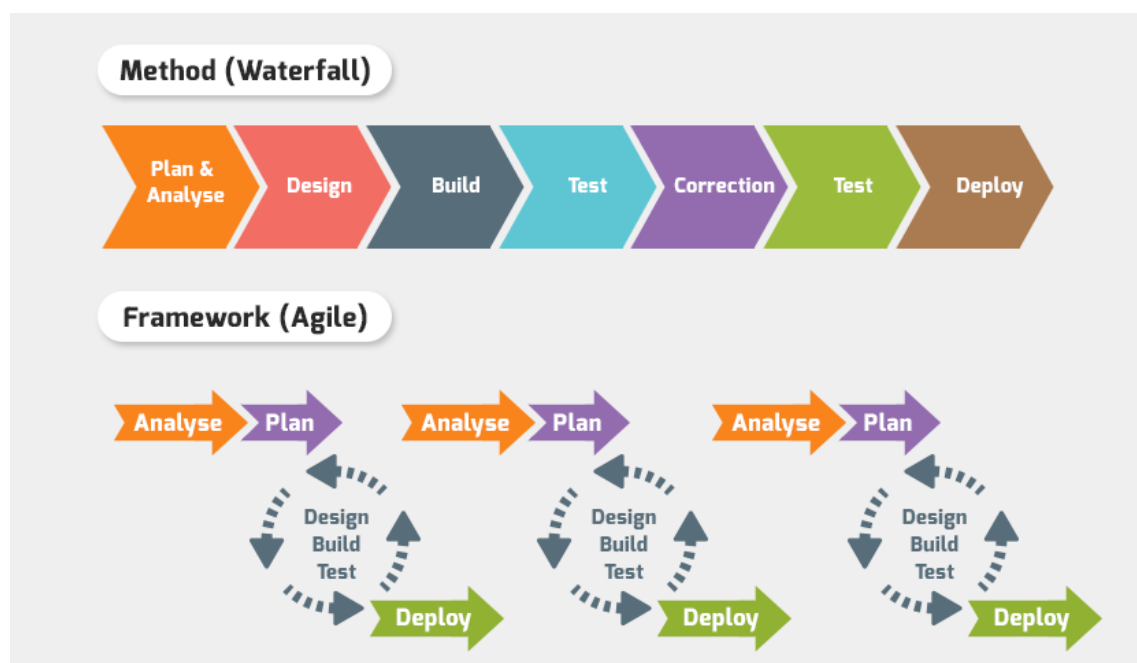 Method (Waterfall)
Plan &
Analyse
Design
Build
Test
Correction
Test
Deploy
Framework (Agile)
Analyse
Plan
Design
Build
Test
Deploy
Analyse
Plan
Design
Build
Test
Deploy
Analyse
Plan
Design
Build
Test
Deploy